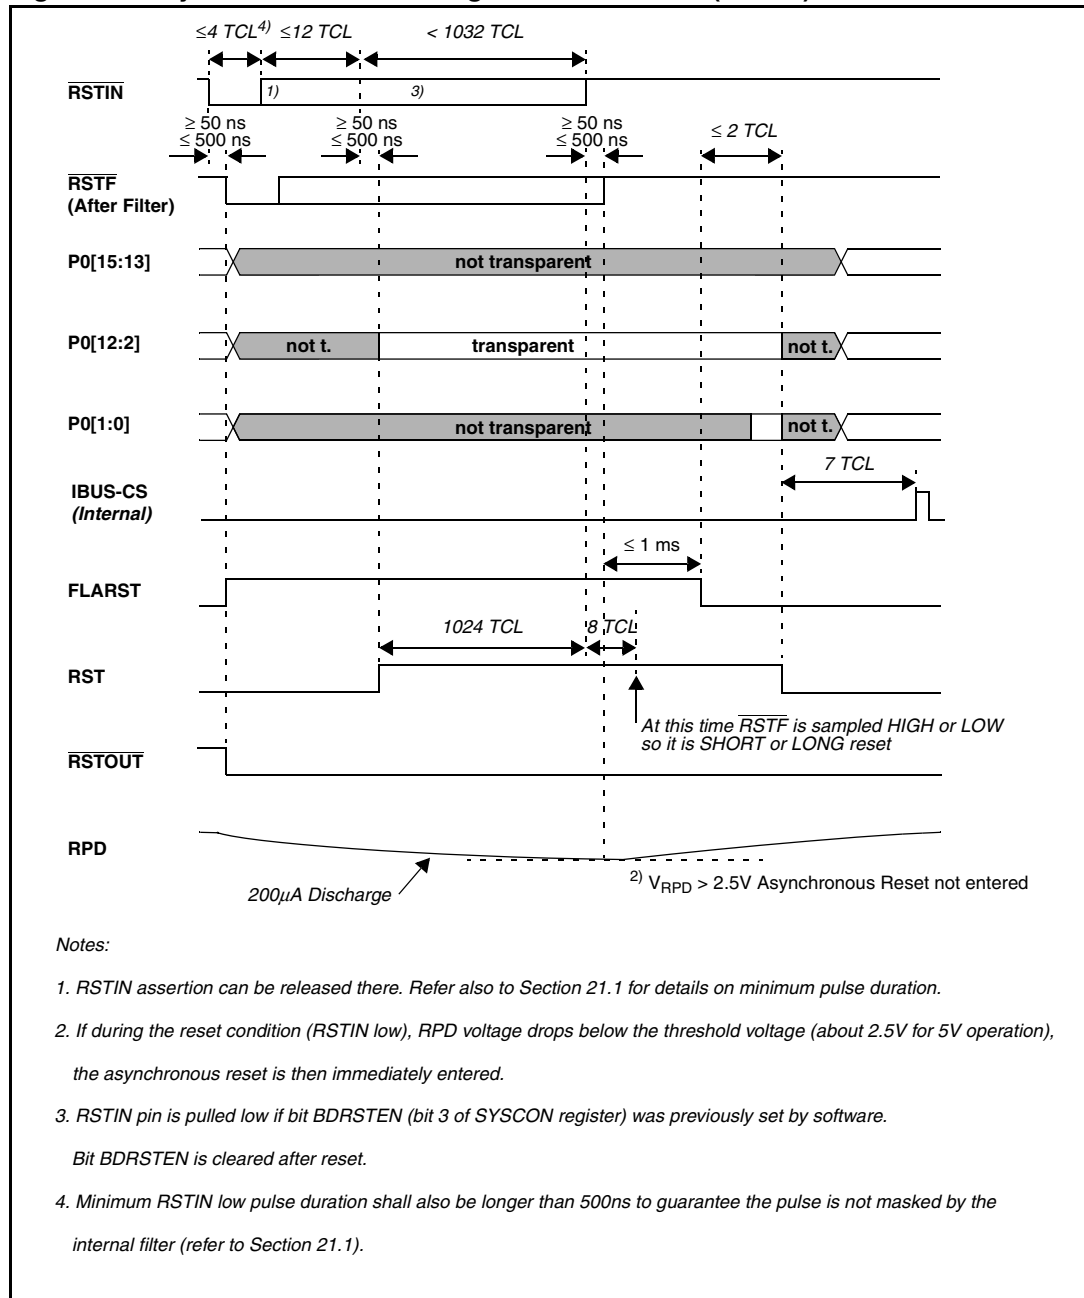 ≤4 TCL4) ≤12 TCL < 1032 TCL
RSTIN
1) 3)
≥ 50 ns ≥ 50 ns ≥ 50 ns
≤ 500 ns ≤ 500 ns ≤ 500 ns
≤ 2 TCL
RSTF
(After Filter)
P0[15:13] not transparent
P0[12:2] not t. transparent not t.
P0[1:0] not transparent not t.
7 TCL
IBUS-CS
(Internal)
≤ 1 ms
FLARST
1024 TCL 8 TCL
RST
At this time RSTF is sampled HIGH or LOW
so it is SHORT or LONG reset
RSTOUT
RPD
200µA Discharge
2) VRPD > 2.5V Asynchronous Reset not entered
Notes:
1. RSTIN assertion can be released there. Refer also to Section 21.1 for details on minimum pulse duration.
2. If during the reset condition (RSTIN low), RPD voltage drops below the threshold voltage (about 2.5V for 5V operation),
the asynchronous reset is then immediately entered.
3. RSTIN pin is pulled low if bit BDRSTEN (bit 3 of SYSCON register) was previously set by software.
Bit BDRSTEN is cleared after reset.
4. Minimum RSTIN low pulse duration shall also be longer than 500ns to guarantee the pulse is not masked by the
internal filter (refer to Section 21.1).